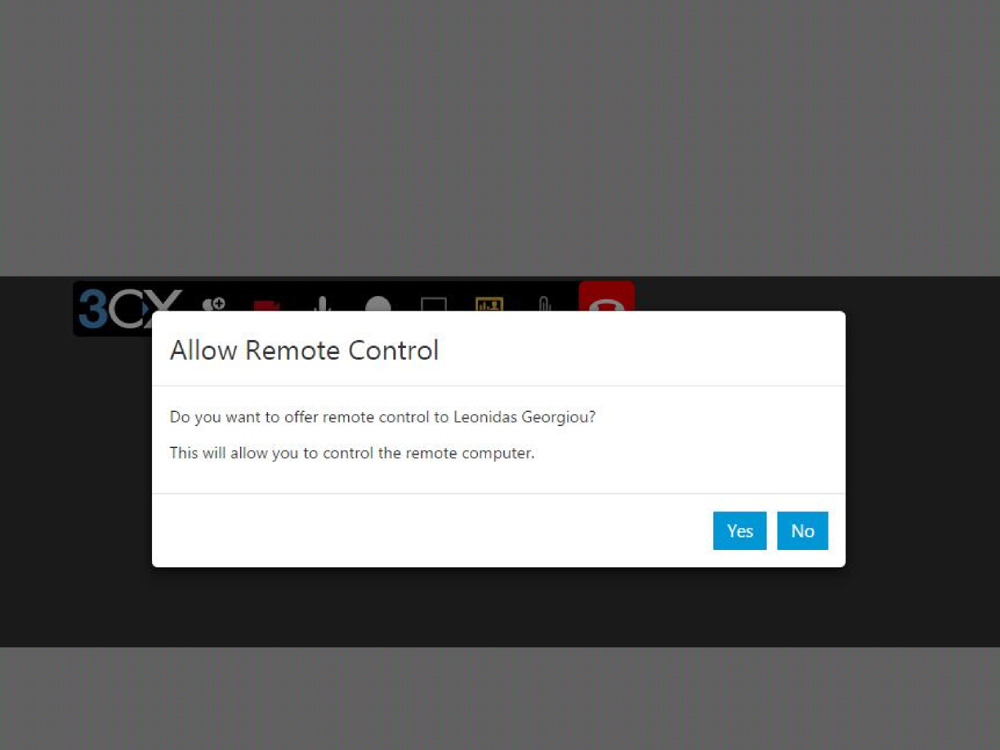 3CX
Allow Remote Control
Do you want to offer remote control to Leonidas Georgiou?
This will allow you to control the remote computer.
Yes No